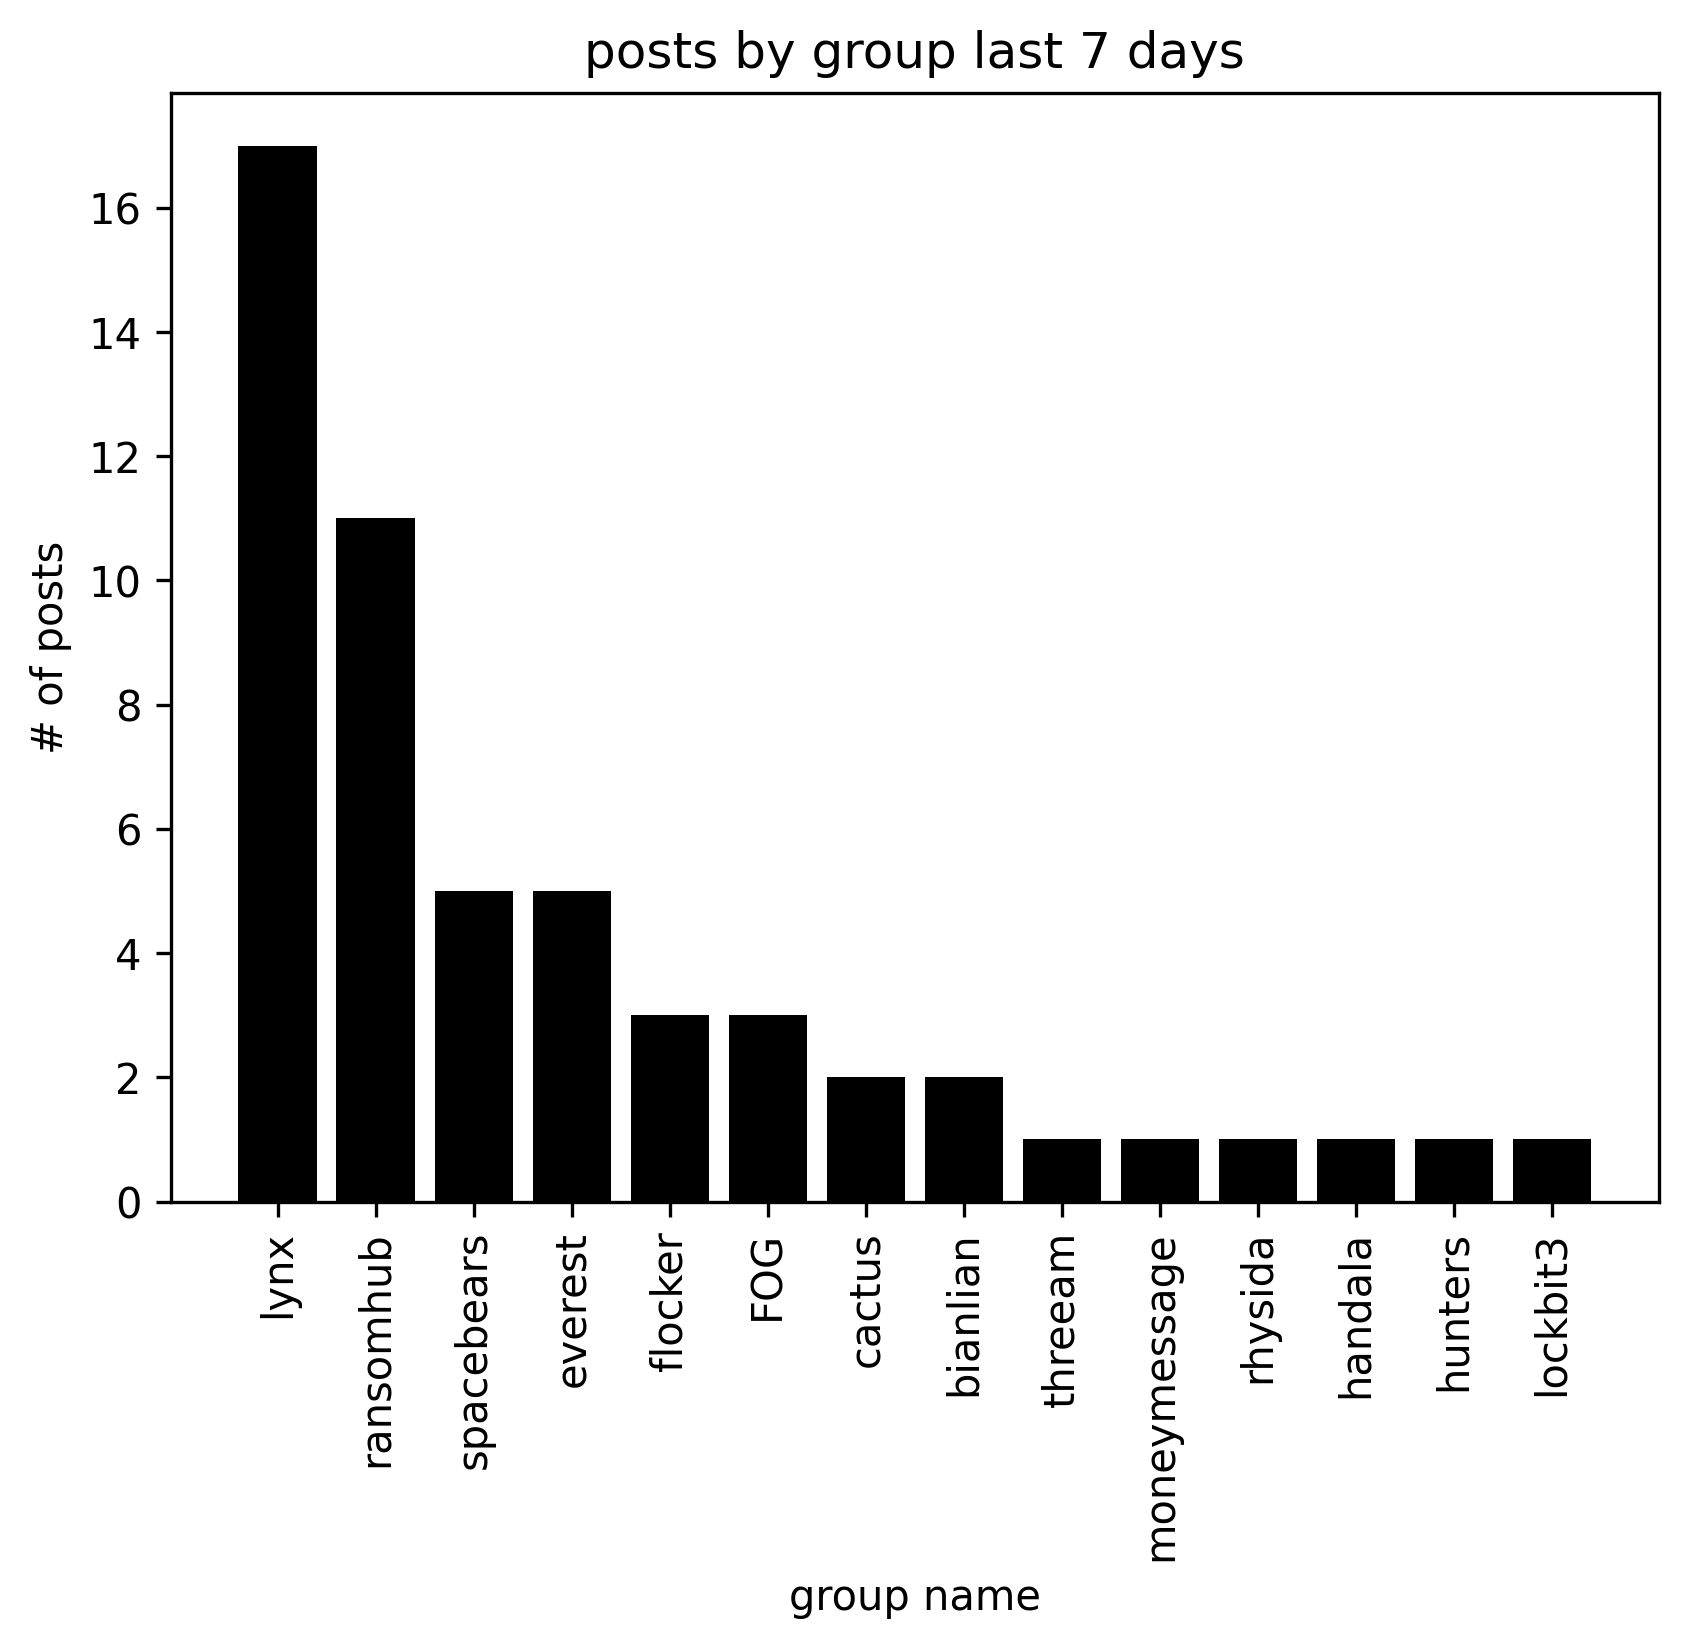 posts by group last 7 days
# of posts
16
14
12
10
8
6
4
2
0
lynx
ransomhub
spacebears
everest
flocker
FOG
cactus
bianlian
threeam
moneymessage
rhysida
handala
hunters
lockbit3
group name